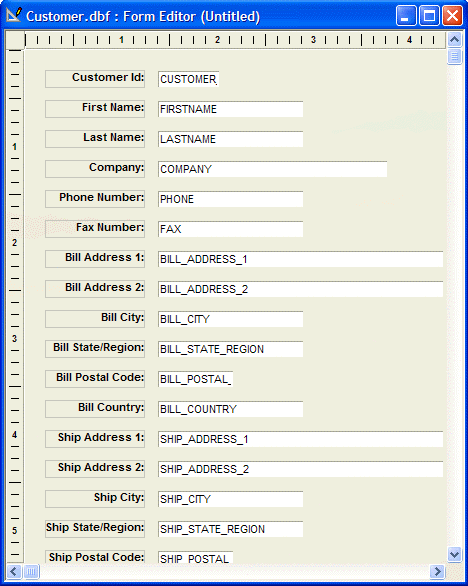 Customer.dbf : Form Editor (Untitled)
1 2 3 4
Customer Id: CUSTOMER_
First Name: FIRSTNAME
Last Name: LASTNAME
1
Company: COMPANY
Phone Number: PHONE
Fax Number: FAX
2
Bill Address 1: BILL_ADDRESS_1
Bill Address 2: BILL_ADDRESS_2
Bill City: BILL_CITY
3
Bill State/Region: BILL_STATE_REGION
Bill Postal Code: BILL_POSTAL_
Bill Country: BILL_COUNTRY
4
Ship Address 1: SHIP_ADDRESS_1
Ship Address 2: SHIP_ADDRESS_2
Ship City: SHIP_CITY
5
Ship State/Region: SHIP_STATE_REGION
Ship Postal Code: SHIP_POSTAL